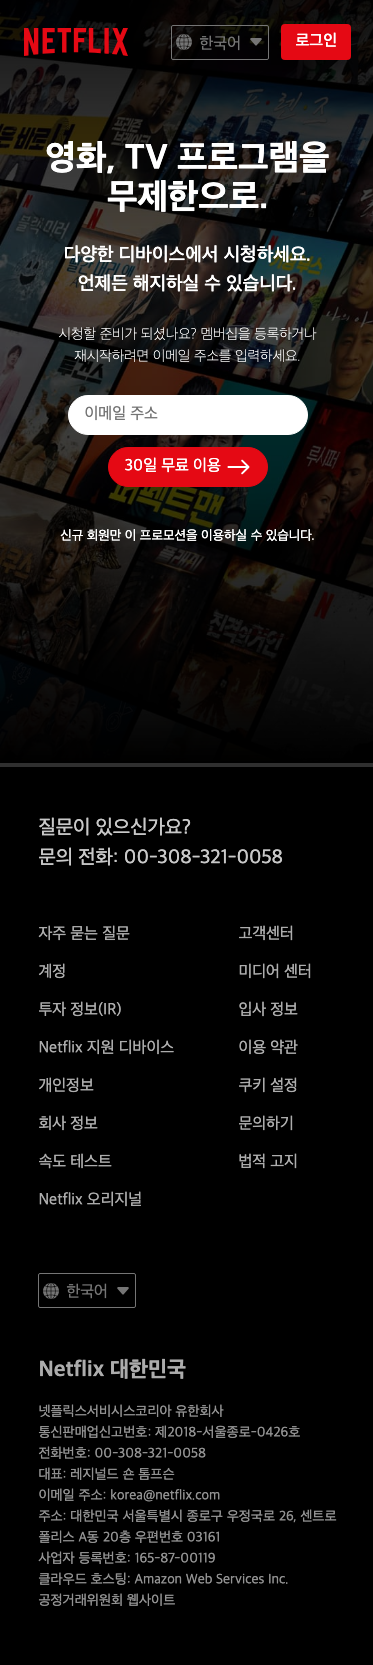 NETFLIX
한국어
로그인
영화, TV 프로그램을
무제한으로.
다양한 디바이스에서 시청하세요.
언제든 해지하실 수 있습니다.
시청할 준비가 되셨나요? 멤버십을 등록하거나
재시작하려면 이메일 주소를 입력하세요.
이메일 주소
30일 무료 이용
퍼펙트맨
진격의거인
블랙 미러
신규 회원만 이 프로모션을 이용하실 수 있습니다.
질문이 있으신가요?
문의 전화: 00-308-321-0058
자주 묻는 질문
고객센터
계정
미디어 센터
투자 정보(IR)
입사 정보
Netflix 지원 디바이스
이용 약관
개인정보
쿠키 설정
회사 정보
문의하기
속도 테스트
법적 고지
Netflix 오리지널
한국어
Netflix 대한민국
넷플릭스서비시스코리아 유한회사
통신판매업신고번호: 제2018-서울종로-0426호
전화번호: 00-308-321-0058
대표: 레지널드 숀 톰프슨
이메일 주소: korea@netflix.com
주소: 대한민국 서울특별시 종로구 우정국로 26, 센트로
폴리스 A동 20층 우편번호 03161
사업자 등록번호: 165-87-00119
클라우드 호스팅: Amazon Web Services Inc.
공정거래위원회 웹사이트